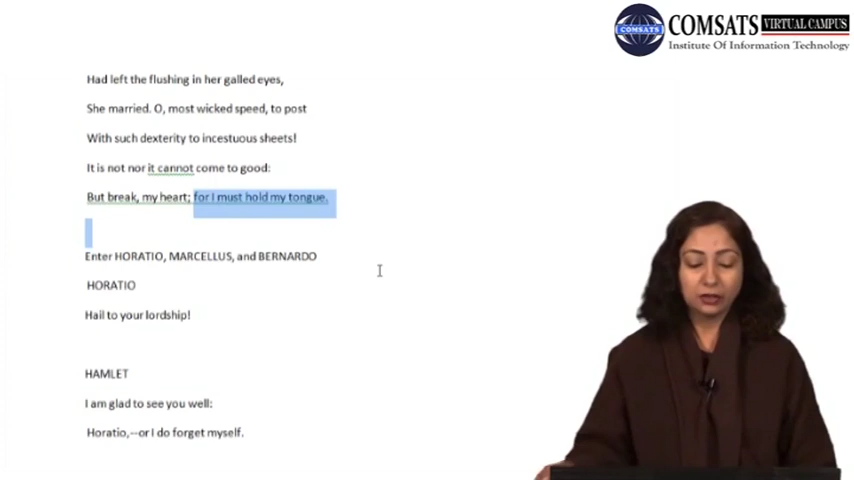 COMSATS VIRTUAL CAMPUS
COMSATS
Institute Of Information Technology
Had left the flushing in her galled eyes,
She married. O, most wicked speed, to post
With such dexterity to incestuous sheets!
It is not nor it cannot come to good:
But break, my heart; for I must hold my tongue.
Enter HORATIO, MARCELLUS, and BERNARDO
HORATIO
Hail to your lordship!
HAMLET
I am glad to see you well:
Horatio,--or I do forget myself.